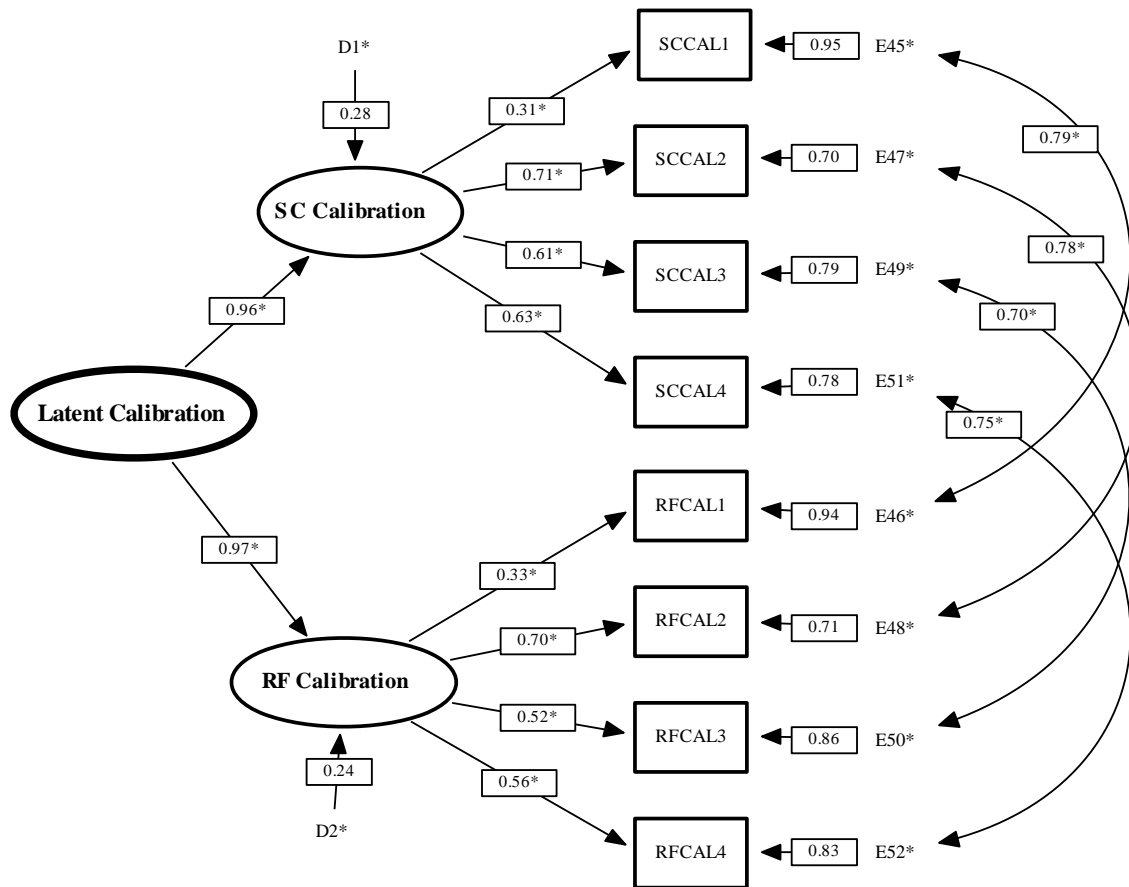 D1*
0.28
SC Calibration
0.96*
Latent Calibration
0.97*
RF Calibration
0.24
D2*
0.31*
0.71*
0.61*
0.63*
0.33*
0.70*
0.52*
0.56*
SCCAL1
0.95
E45*
SCCAL2
0.70
E47*
SCCAL3
0.79
E49*
SCCAL4
0.78
E51*
RFCAL1
0.94
E46*
RFCAL2
0.71
E48*
RFCAL3
0.86
E50*
RFCAL4
0.83
E52*
0.79*
0.78*
0.70*
0.75*